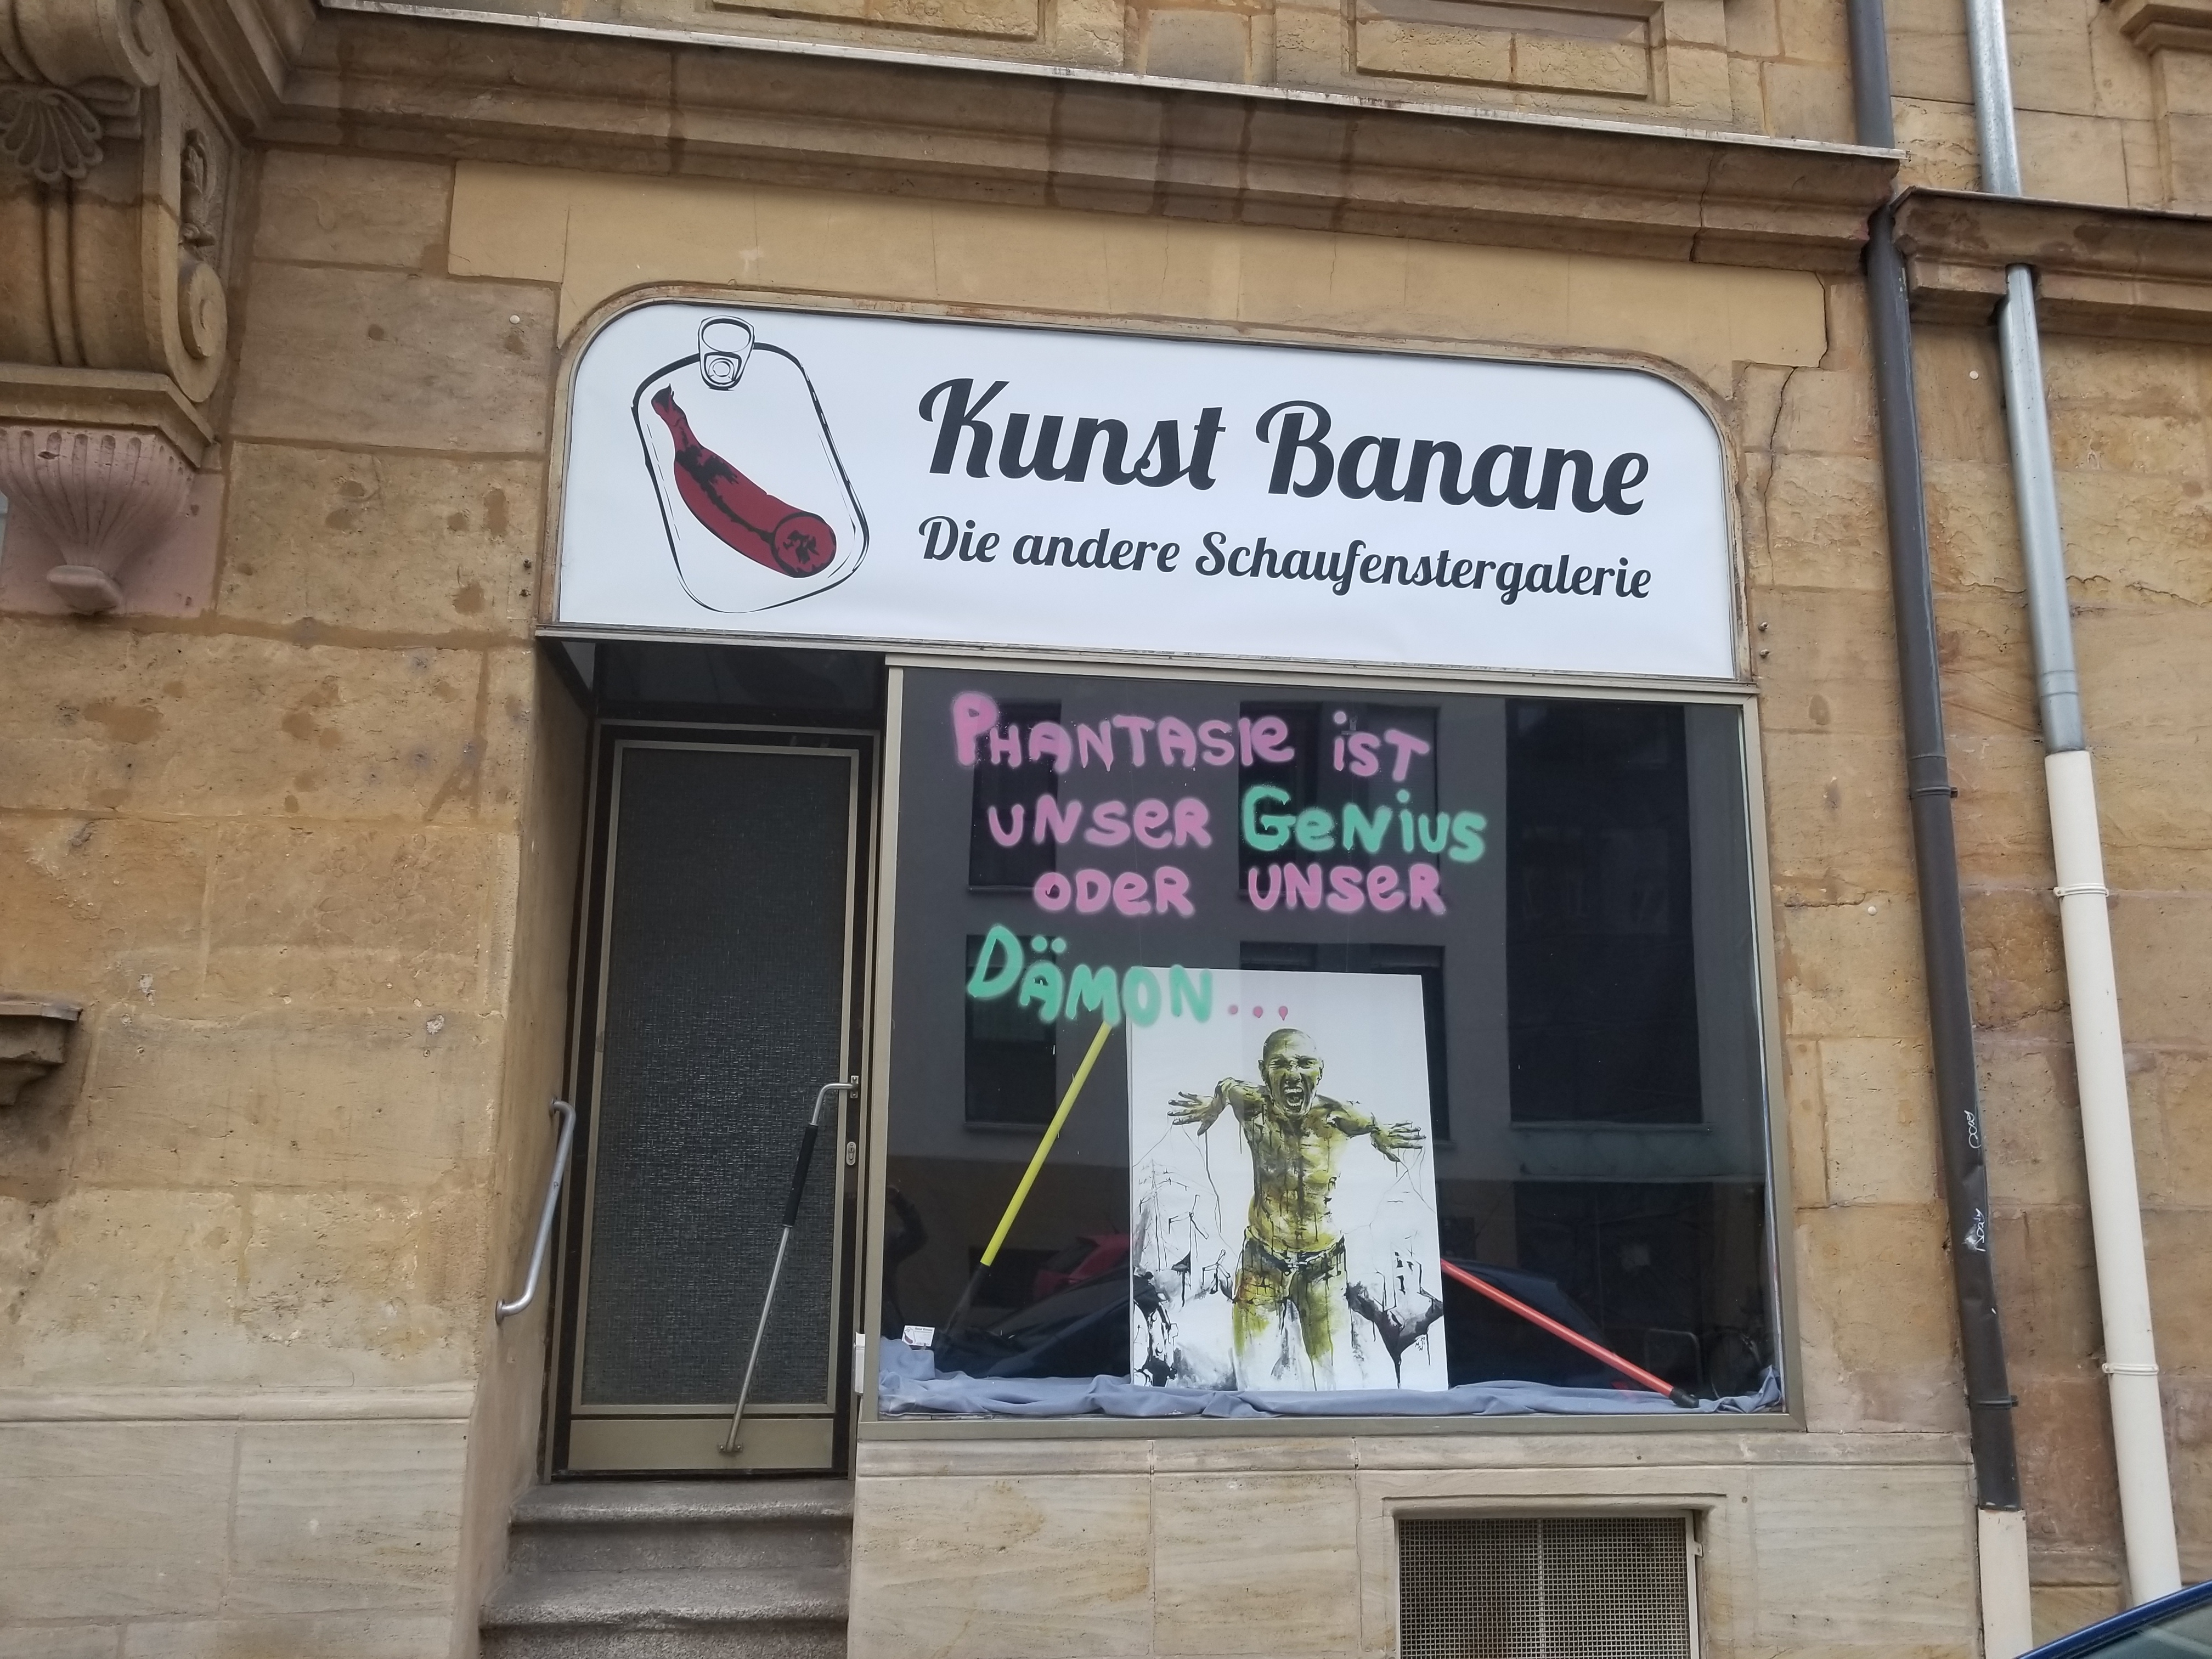 Kunst Banane
Die andere Schaufenstergalerie
PHANTASIE iST
UNSER GENiUS
ODER UNSER
DÄMON...